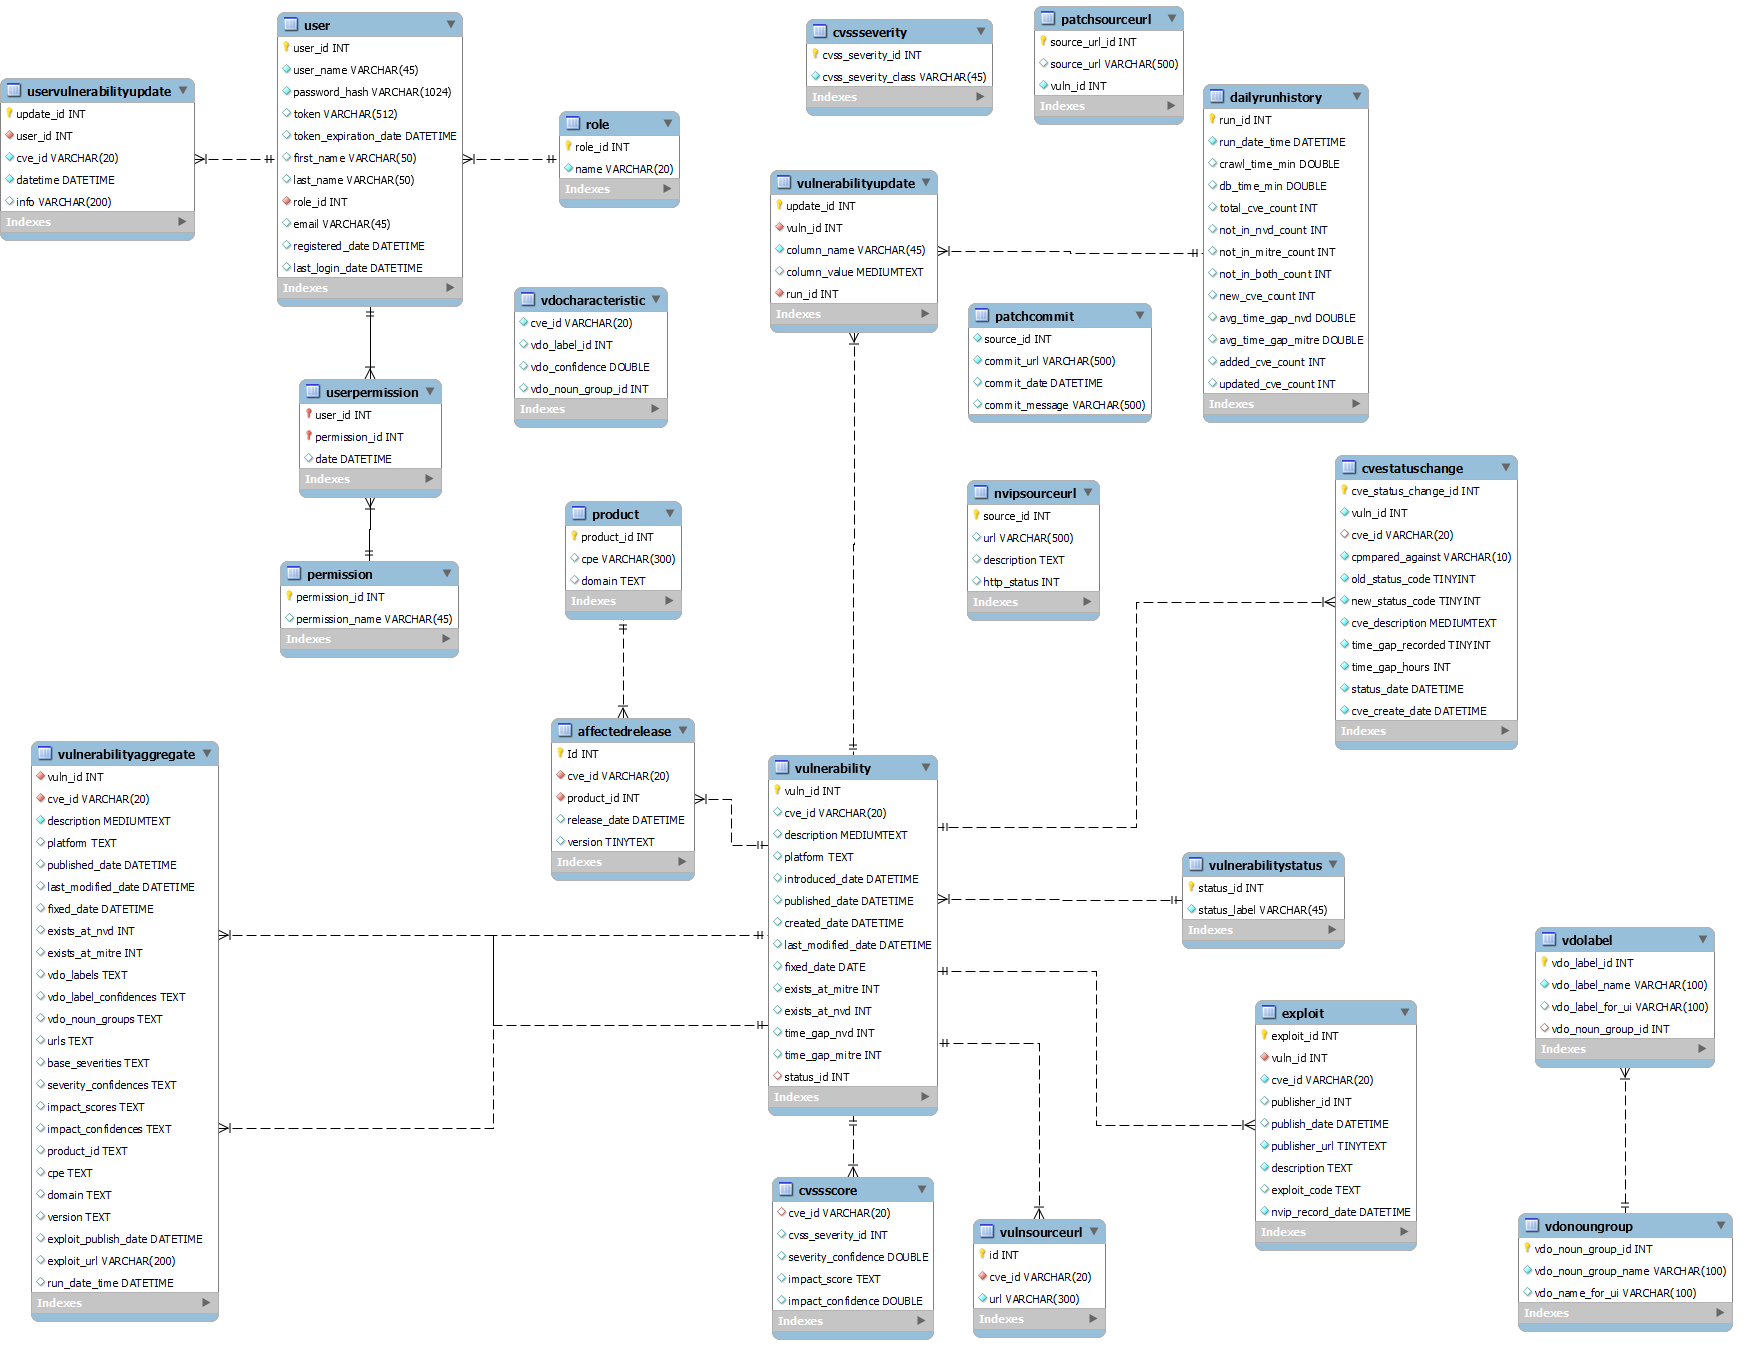 user
user_id INT
user_name VARCHAR(45)
password_hash VARCHAR(1024)
token VARCHAR(512)
token_expiration_date DATETIME
first_name VARCHAR(50)
last_name VARCHAR(50)
role_id INT
email VARCHAR(45)
registered_date DATETIME
last_login_date DATETIME
Indexes
uservulnerabilityupdate
update_id INT
user_id INT
cve_id VARCHAR(20)
datetime DATETIME
info VARCHAR(200)
Indexes
role
role_id INT
name VARCHAR(20)
Indexes
cvssseverity
cvss_severity_id INT
cvss_severity_class VARCHAR(45)
Indexes
patchsourceurl
source_url_id INT
source_url VARCHAR(500)
vuln_id INT
Indexes
dailyrunhistory
run_id INT
run_date_time DATETIME
crawl_time_min DOUBLE
db_time_min DOUBLE
total_cve_count INT
not_in_nvd_count INT
not_in_mitre_count INT
not_in_both_count INT
new_cve_count INT
avg_time_gap_nvd DOUBLE
avg_time_gap_mitre DOUBLE
added_cve_count INT
updated_cve_count INT
Indexes
vulnerabilityupdate
update_id INT
vuln_id INT
column_name VARCHAR(45)
column_value MEDIUMTEXT
run_id INT
Indexes
vdocharacteristic
cve_id VARCHAR(20)
vdo_label_id INT
vdo_confidence DOUBLE
vdo_noun_group_id INT
Indexes
patchcommit
source_id INT
commit_url VARCHAR(500)
commit_date DATETIME
commit_message VARCHAR(500)
Indexes
userpermission
user_id INT
permission_id INT
date DATETIME
Indexes
permission
permission_id INT
permission_name VARCHAR(45)
Indexes
product
product_id INT
cpe VARCHAR(300)
domain TEXT
Indexes
nvipsourceurl
source_id INT
url VARCHAR(500)
description TEXT
http_status INT
Indexes
cvestatuschange
cve_status_change_id INT
vuln_id INT
cve_id VARCHAR(20)
cpmpared_against VARCHAR(10)
old_status_code TINYINT
new_status_code TINYINT
cve_description MEDIUMTEXT
time_gap_recorded TINYINT
time_gap_hours INT
status_date DATETIME
cve_create_date DATETIME
Indexes
affectedrelease
Id INT
cve_id VARCHAR(20)
product_id INT
release_date DATETIME
version TINYTEXT
Indexes
vulnerabilityaggregate
vuln_id INT
cve_id VARCHAR(20)
description MEDIUMTEXT
platform TEXT
published_date DATETIME
last_modified_date DATETIME
fixed_date DATETIME
exists_at_nvd INT
exists_at_mitre INT
vdo_labels TEXT
vdo_label_confidences TEXT
vdo_noun_groups TEXT
urls TEXT
base_severities TEXT
severity_confidences TEXT
impact_scores TEXT
impact_confidences TEXT
product_id TEXT
cpe TEXT
domain TEXT
version TEXT
exploit_publish_date DATETIME
exploit_url VARCHAR(200)
run_date_time DATETIME
Indexes
vulnerability
vuln_id INT
cve_id VARCHAR(20)
description MEDIUMTEXT
platform TEXT
introduced_date DATETIME
published_date DATETIME
created_date DATETIME
last_modified_date DATETIME
fixed_date DATE
exists_at_mitre INT
exists_at_nvd INT
time_gap_nvd INT
time_gap_mitre INT
status_id INT
Indexes
vulnerabilitystatus
status_id INT
status_label VARCHAR(45)
Indexes
vdolabel
vdo_label_id INT
vdo_label_name VARCHAR(100)
vdo_label_for_ui VARCHAR(100)
vdo_noun_group_id INT
Indexes
exploit
exploit_id INT
vuln_id INT
cve_id VARCHAR(20)
publisher_id INT
publish_date DATETIME
publisher_url TINYTEXT
description TEXT
exploit_code TEXT
nvip_record_date DATETIME
Indexes
cvssscore
cve_id VARCHAR(20)
cvss_severity_id INT
severity_confidence DOUBLE
impact_score TEXT
impact_confidence DOUBLE
Indexes
vulnsourceurl
id INT
cve_id VARCHAR(20)
url VARCHAR(300)
Indexes
vdonoungroup
vdo_noun_group_id INT
vdo_noun_group_name VARCHAR(100)
vdo_name_for_ui VARCHAR(100)
Indexes